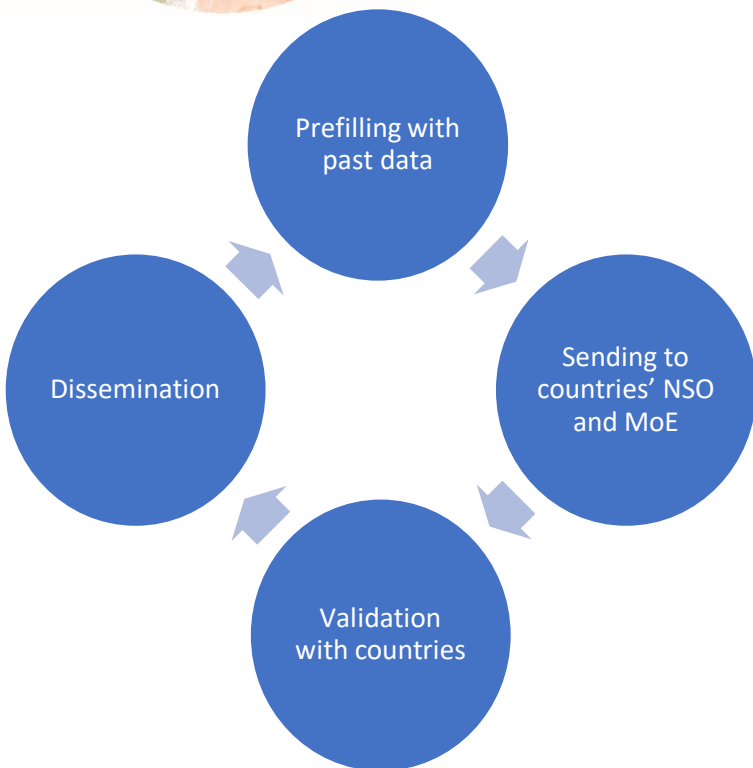 Prefilling with
past data
Sending to
countries’ NSO
and MoE
Validation
with countries
Dissemination